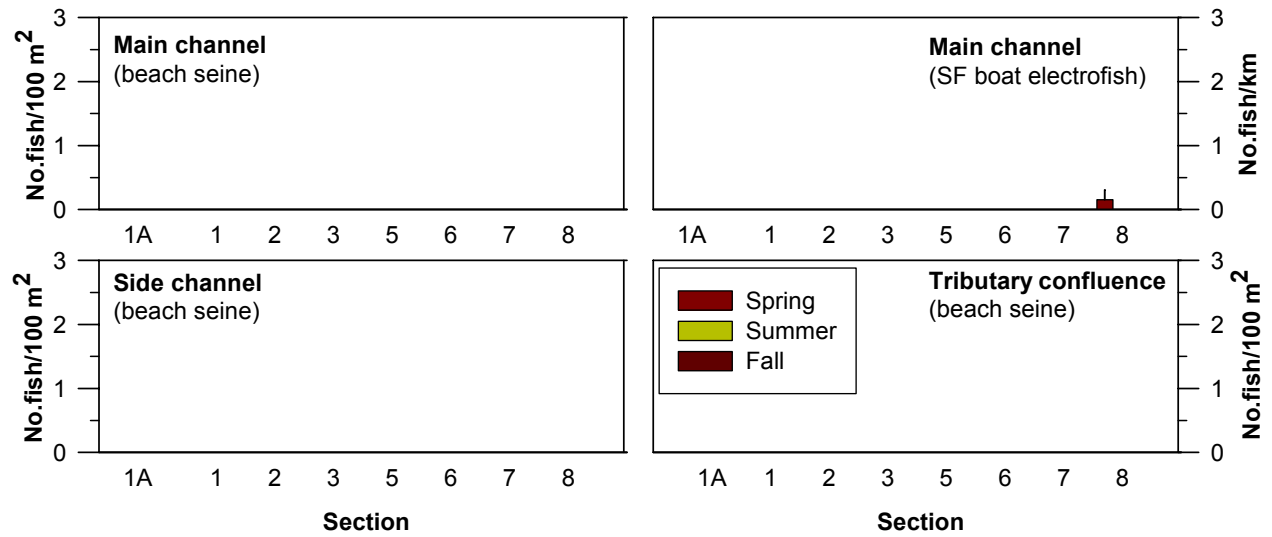 3
2
1
0
No.fish/100 m²
Main channel
(beach seine)
1A 1 2 3 5 6 7 8
Main channel
(SF boat electrofish)
3
2
1
0
No.fish/km
1A 1 2 3 5 6 7 8
3
2
1
0
No.fish/100 m²
Side channel
(beach seine)
1A 1 2 3 5 6 7 8
Section
Spring
Summer
Fall
Tributary confluence
(beach seine)
3
2
1
0
No.fish/100 m²
1A 1 2 3 5 6 7 8
Section